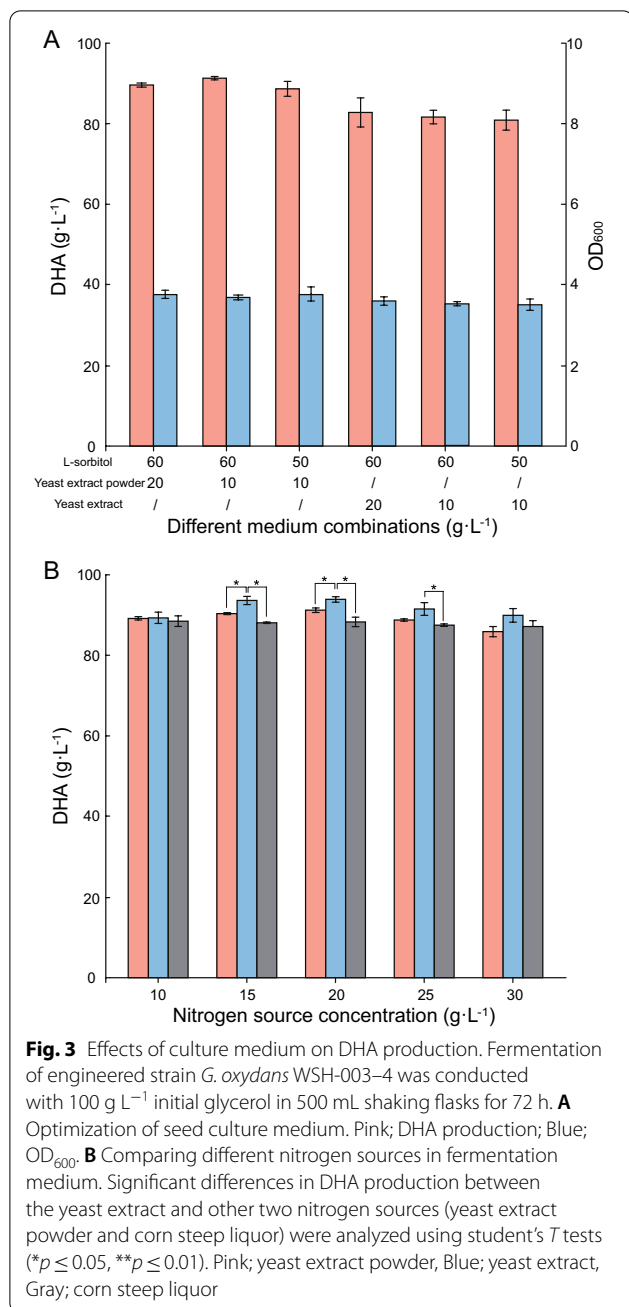 A
100
80
60
40
20
0
DHA (g·L-1)
10
8
6
4
2
0
OD600
L-sorbitol 60 60 50 60 60 50
Yeast extract powder 20 10 10 / / /
Yeast extract / / / 20 10 10
Different medium combinations (g·L-1)
B
100
80
60
40
20
0
DHA (g·L-1)
* * * * *
10 15 20 25 30
Nitrogen source concentration (g·L-1)
Fig. 3 Effects of culture medium on DHA production. Fermentation
of engineered strain G. oxydans WSH-003–4 was conducted
with 100 g L−1 initial glycerol in 500 mL shaking flasks for 72 h. A
Optimization of seed culture medium. Pink; DHA production; Blue;
OD600. B Comparing different nitrogen sources in fermentation
medium. Significant differences in DHA production between
the yeast extract and other two nitrogen sources (yeast extract
powder and corn steep liquor) were analyzed using student's T tests
(*p ≤ 0.05, **p ≤ 0.01). Pink; yeast extract powder, Blue; yeast extract,
Gray; corn steep liquor